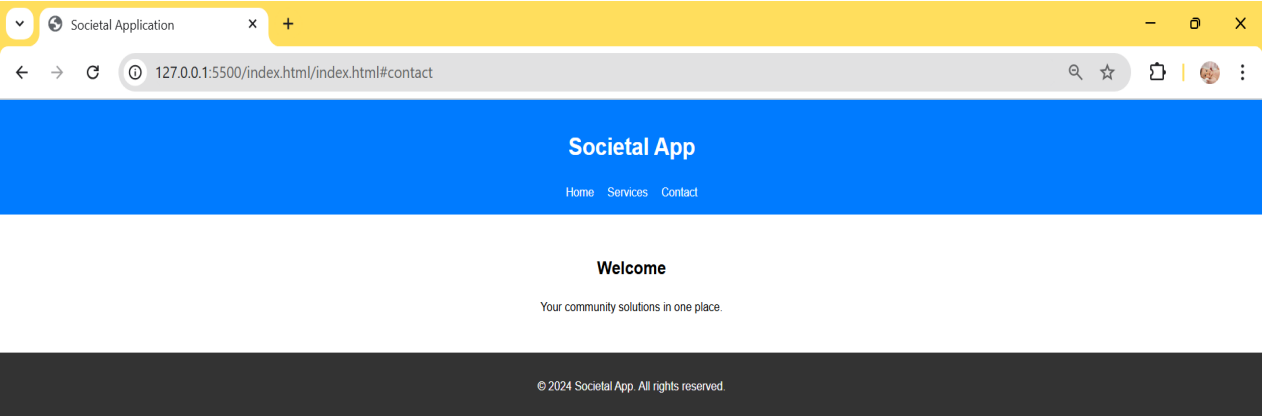 Societal Application
127.0.0.1:5500/index.html/index.html#contact
Societal App
Home Services Contact
Welcome
Your community solutions in one place.
© 2024 Societal App. All rights reserved.